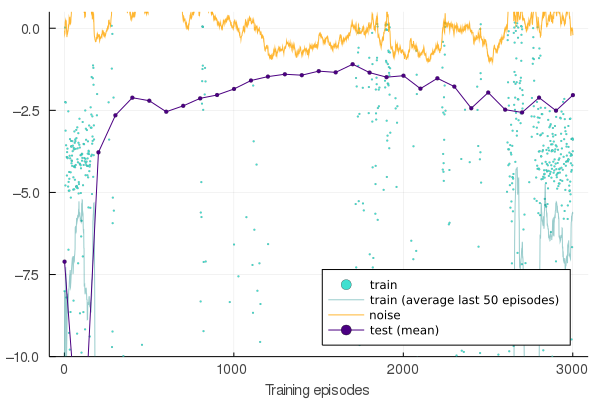 0.0
−2.5
−5.0
−7.5
−10.0
train
train (average last 50 episodes)
noise
test (mean)
0
1000
2000
3000
Training episodes